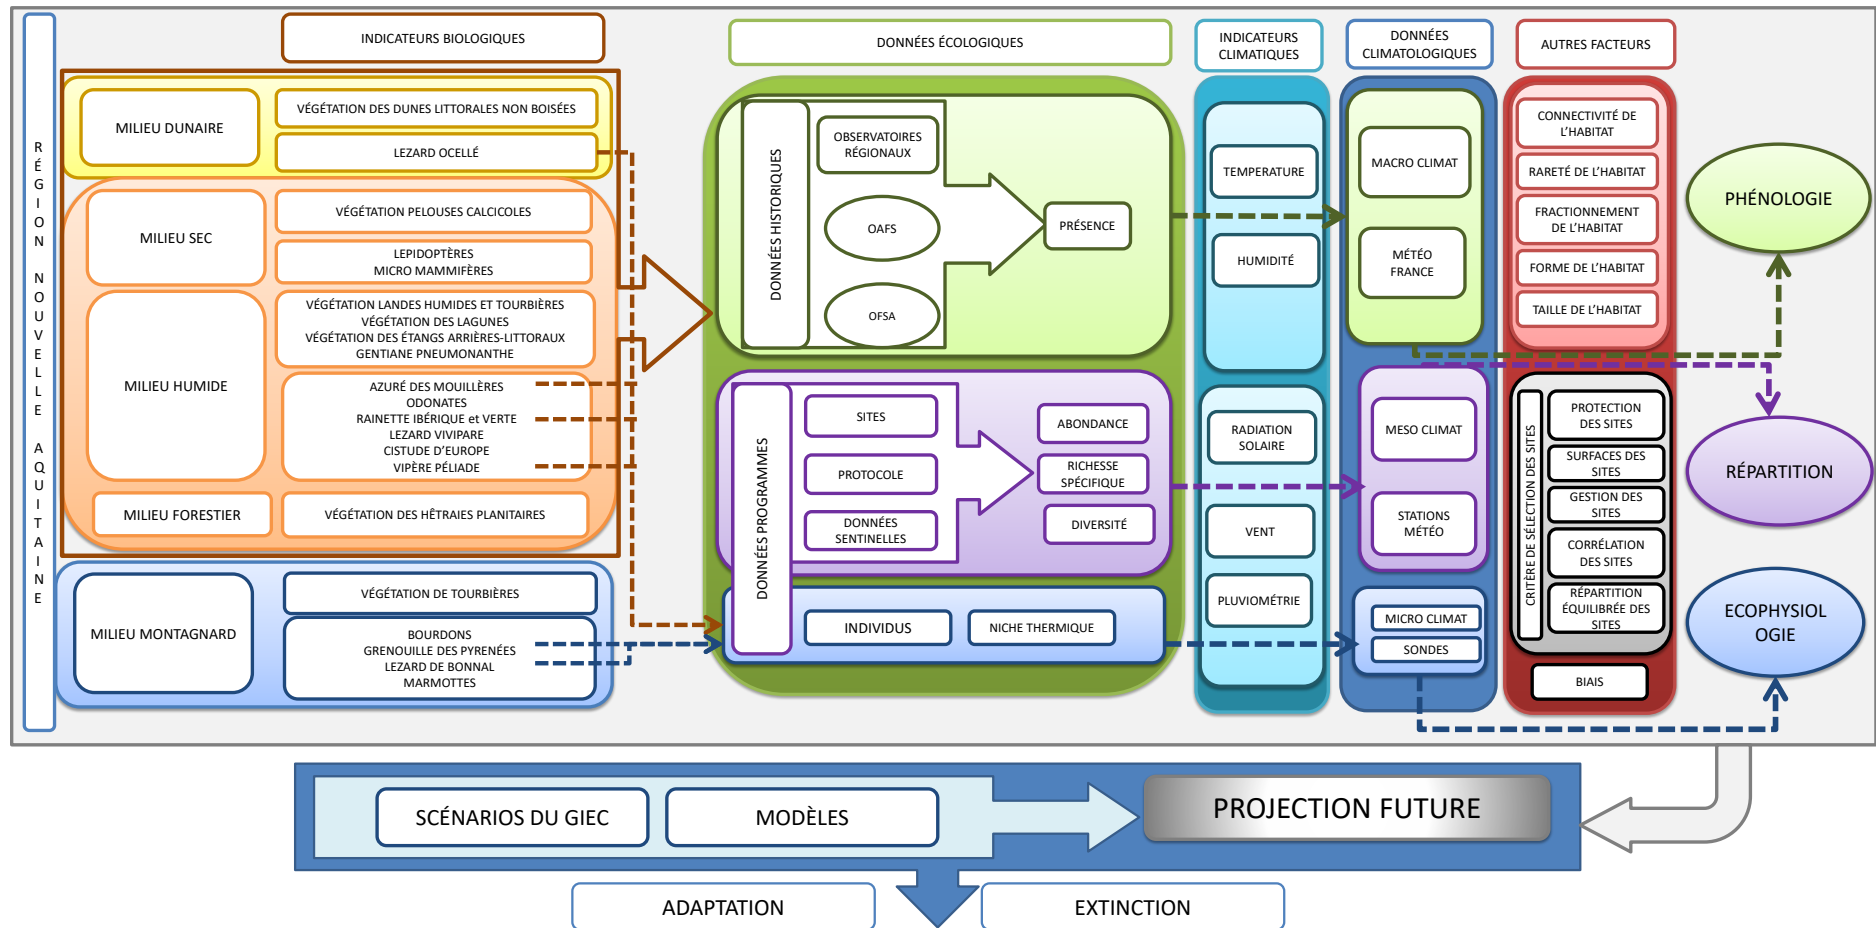 RÉGION NOUVELLE AQUITAINE
INDICATEURS BIOLOGIQUES
MILIEU DUNAIRE
VÉGÉTATION DES DUNES LITTORALES NON BOISÉES
LEZARD OCELLÉ
MILIEU SEC
VÉGÉTATION PELOUSES CALCICOLES
LEPIDOPTÈRES
MICRO MAMMIFÈRES
MILIEU HUMIDE
VÉGÉTATION LANDES HUMIDES ET TOURBIÈRES
VÉGÉTATION DES LAGUNES
VÉGÉTATION DES ÉTANGS ARRIÈRES-LITTORAUX
GENTIANE PNEUMONANTHE
AZURÉ DES MOUILLÈRES
ODONATES
RAINETTE IBÉRIQUE et VERTE
LEZARD VIVIPARE
CISTUDE D'EUROPE
VIPÈRE PÉLIADE
MILIEU FORESTIER
VÉGÉTATION DES HÊTRAIES PLANITAIRES
MILIEU MONTAGNARD
VÉGÉTATION DE TOURBIÈRES
BOURDONS
GRENOUILLE DES PYRENÉES
LEZARD DE BONNAL
MARMOTTES
DONNÉES ÉCOLOGIQUES
DONNÉES HISTORIQUES
OBSERVATOIRES
RÉGIONAUX
OAFS
OFSA
PRÉSENCE
DONNÉES PROGRAMMES
SITES
PROTOCOLE
DONNÉES
SENTINELLES
ABONDANCE
RICHESSE
SPÉCIFIQUE
DIVERSITÉ
INDIVIDUS
NICHE THERMIQUE
INDICATEURS
CLIMATIQUES
TEMPERATURE
HUMIDITÉ
RADIATION
SOLAIRE
VENT
PLUVIOMÉTRIE
DONNÉES
CLIMATOLOGIQUES
MACRO CLIMAT
MÉTÉO
FRANCE
MESO CLIMAT
STATIONS
MÉTÉO
MICRO CLIMAT
SONDES
AUTRES FACTEURS
CONNECTIVITÉ DE
L'HABITAT
RARETÉ DE L'HABITAT
FRACTIONNEMENT
DE L'HABITAT
FORME DE L'HABITAT
TAILLE DE L'HABITAT
CRITÈRE DE SÉLECTION DES SITES
PROTECTION
DES SITES
SURFACES DES
SITES
GESTION DES
SITES
CORRÉLATION
DES SITES
RÉPARTITION
ÉQUILIBRÉE DES
SITES
BIAIS
PHÉNOLOGIE
RÉPARTITION
ECOPHYSIOL
OGIE
SCÉNARIOS DU GIEC
MODÈLES
PROJECTION FUTURE
ADAPTATION
EXTINCTION